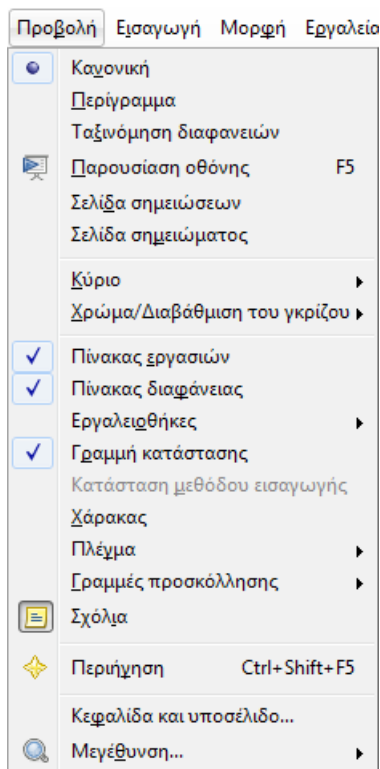 Προβολή Εισαγωγή Μορφή Εργαλεία
Κανονική
Περίγραμμα
Ταξινόμηση διαφανειών
Παρουσίαση οθόνης F5
Σελίδα σημειώσεων
Σελίδα σημειώματος
Κύριο
Χρώμα/Διαβάθμιση του γκρίζου
Πίνακας εργασιών
Πίνακας διαφάνειας
Εργαλειοθήκες
Γραμμή κατάστασης
Κατάσταση μεθόδου εισαγωγής
Χάρακας
Πλέγμα
Γραμμές προσκόλλησης
Σχόλια
Περιήγηση Ctrl+Shift+F5
Κεφαλίδα και υποσέλιδο...
Μεγέθυνση...